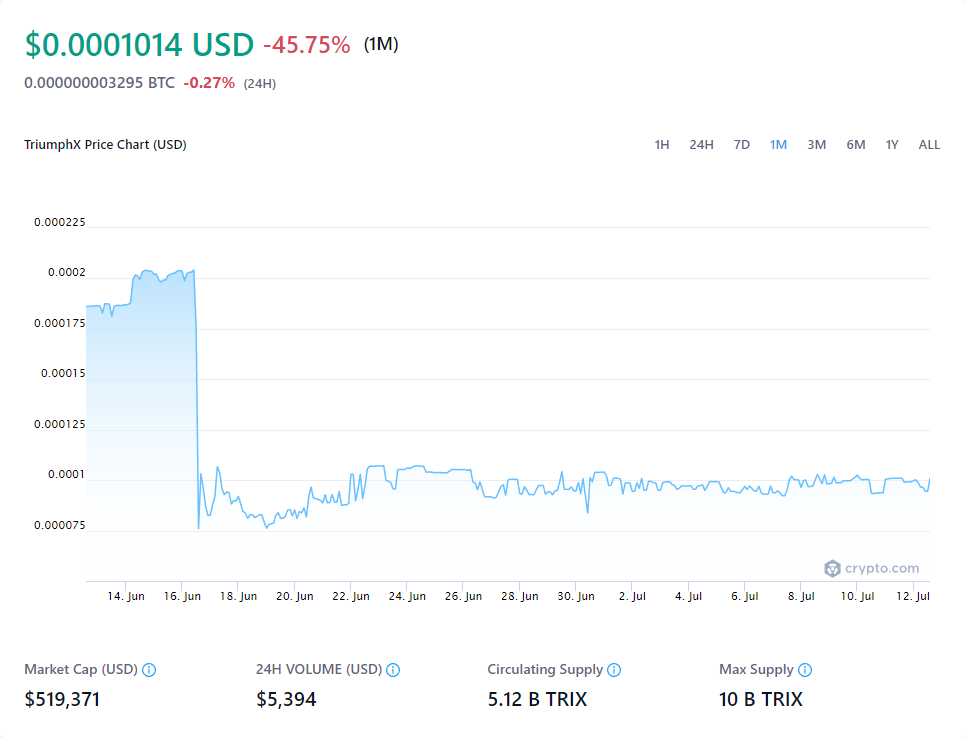 $0.0001014 USD -45.75% (1M)
0.000000003295 BTC -0.27% (24H)
TriumphX Price Chart (USD) 1H 24H 7D 1M 3M 6M 1Y ALL
0.000225
0.0002
0.000175
0.00015
0.000125
0.0001
0.000075
crypto.com
14. Jun 16. Jun 18. Jun 20. Jun 22. Jun 24. Jun 26. Jun 28. Jun 30. Jun 2. Jul 4. Jul 6. Jul 8. Jul 10. Jul 12. Jul
Market Cap (USD) 24H VOLUME (USD) Circulating Supply Max Supply
$519,371 $5,394 5.12 B TRIX 10 B TRIX